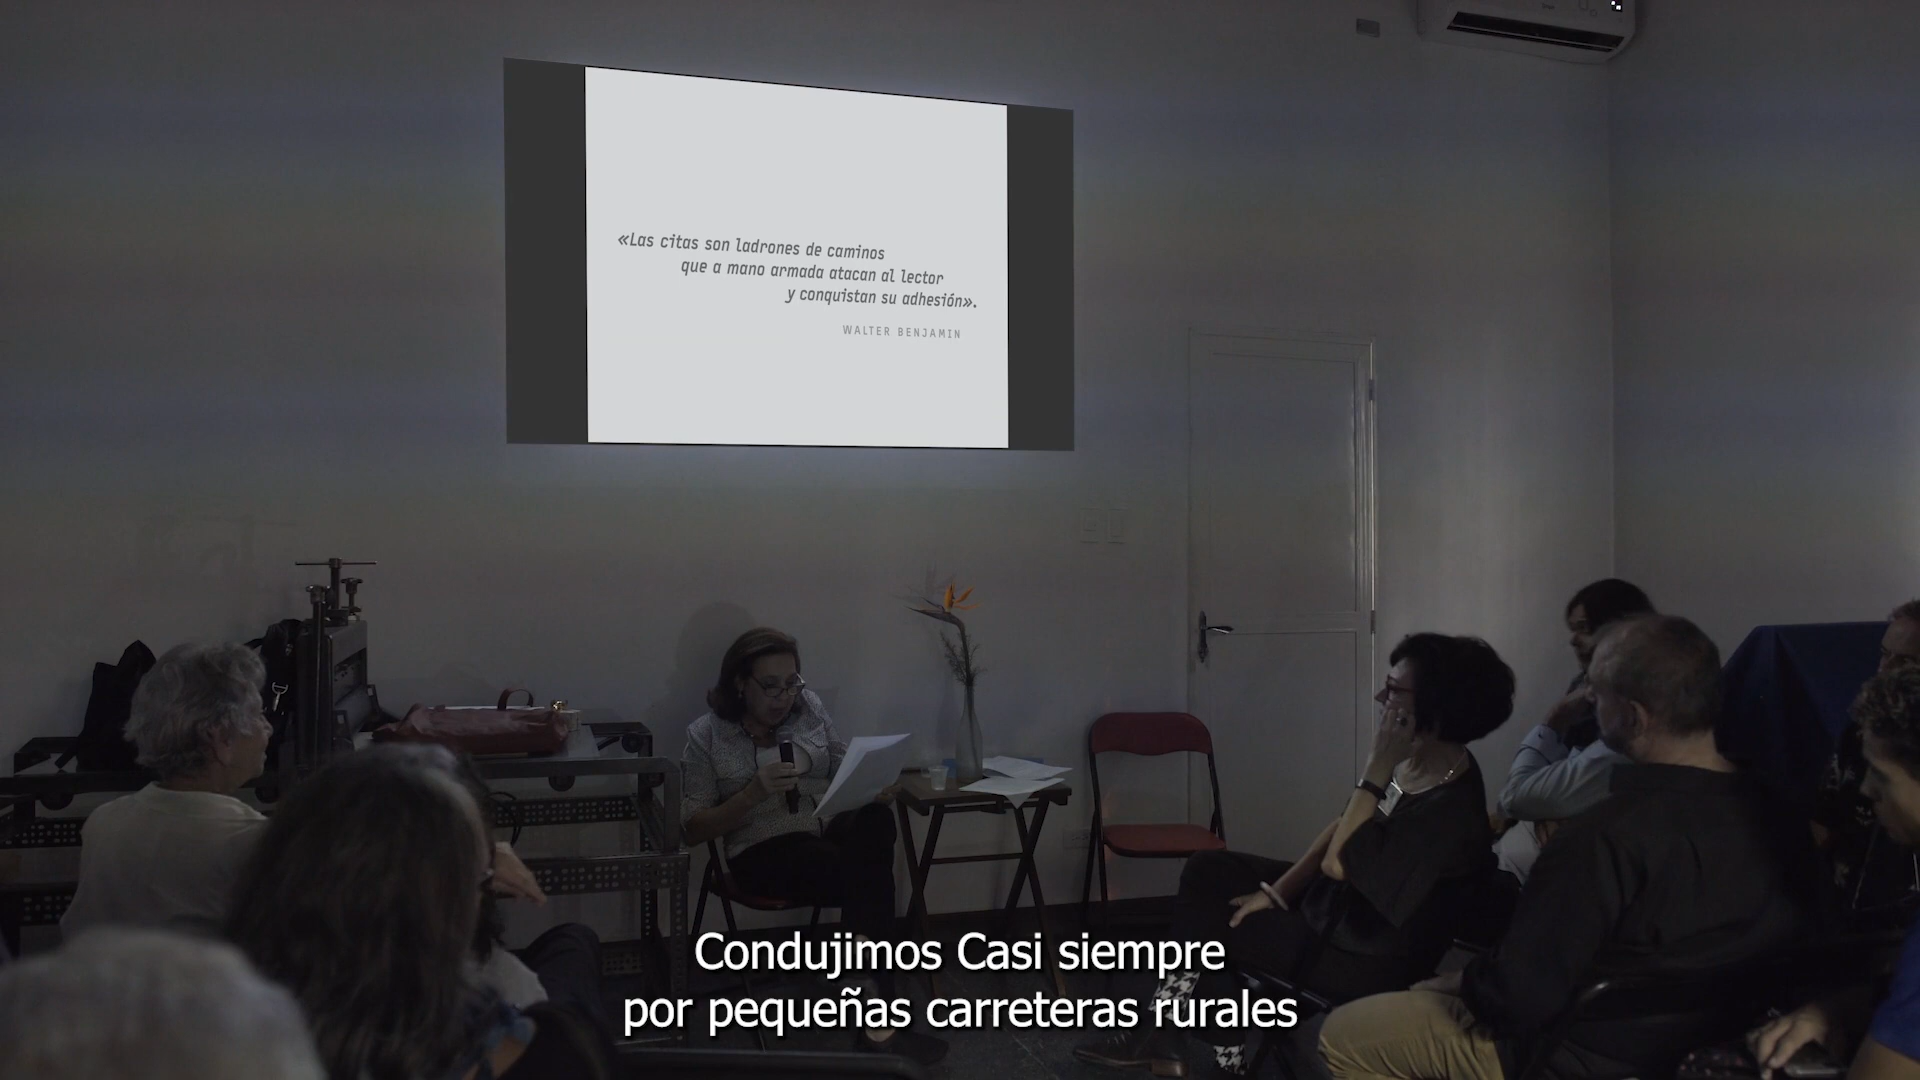 «Las citas son ladrones de caminos
que a mano armada atacan al lector
y conquistan su adhesión».
WALTER BENJAMIN
Condujimos Casi siempre
por pequeñas carreteras rurales